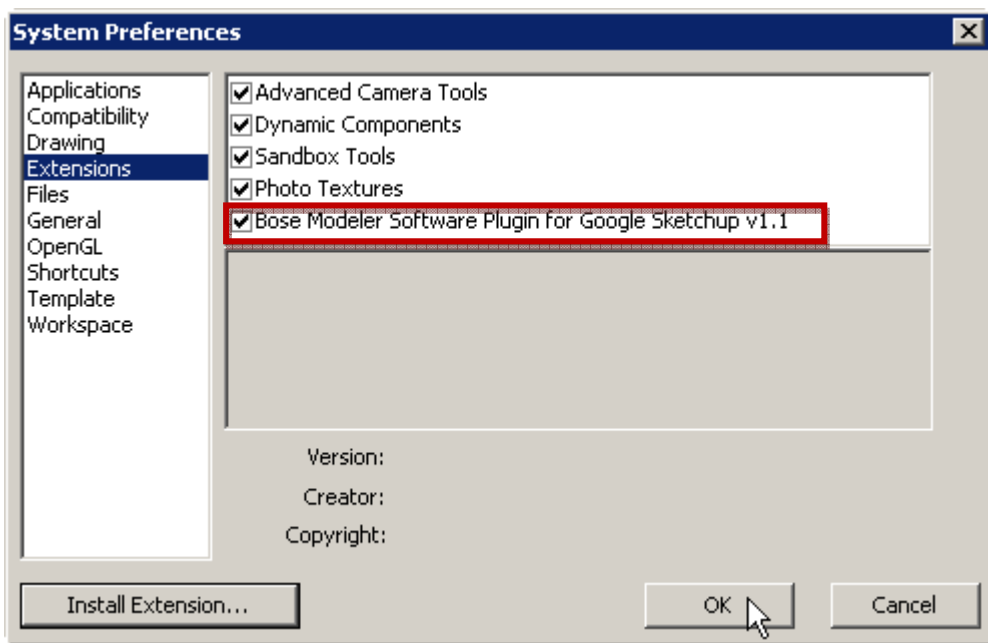 System Preferences
Applications
Compatibility
Drawing
Extensions
Files
General
OpenGL
Shortcuts
Template
Workspace
Advanced Camera Tools
Dynamic Components
Sandbox Tools
Photo Textures
Bose Modeler Software Plugin for Google Sketchup v1.1
Version:
Creator:
Copyright:
Install Extension...
OK
Cancel